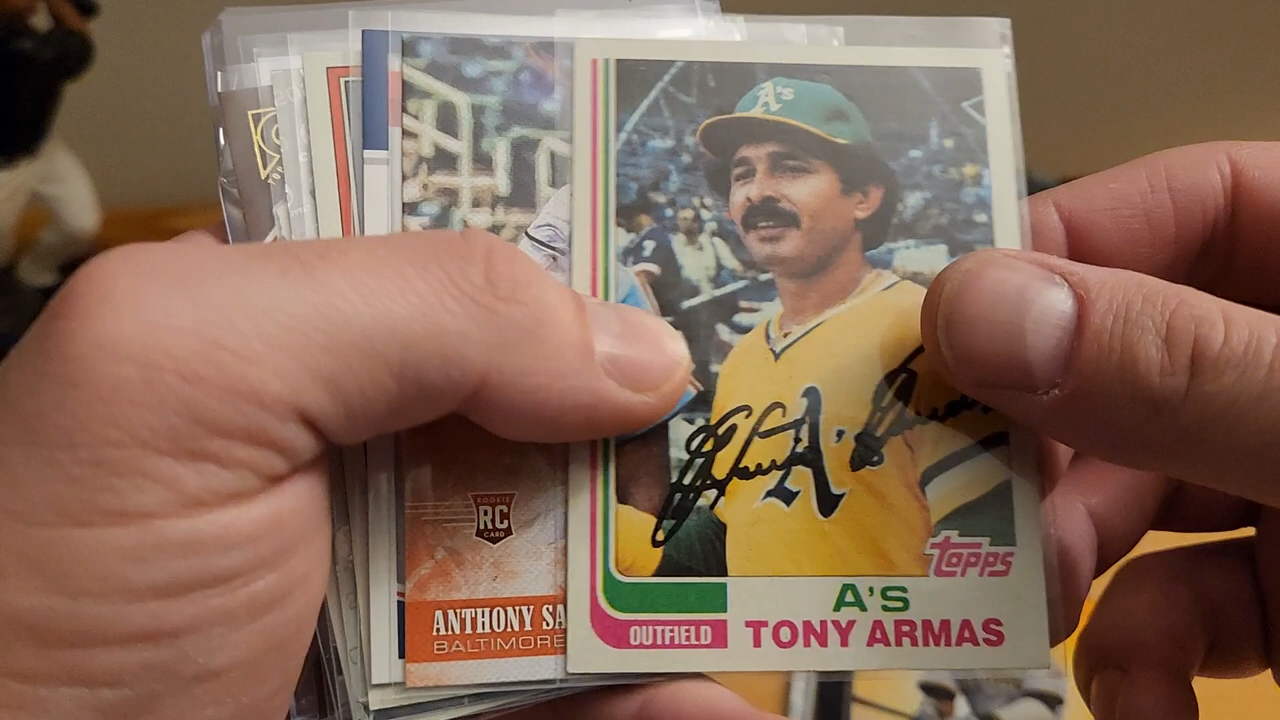 A's
A's
ROOKIE
RC
CARD
topps
ANTHONY SA
BALTIMORE
A'S
OUTFIELD
TONY ARMAS